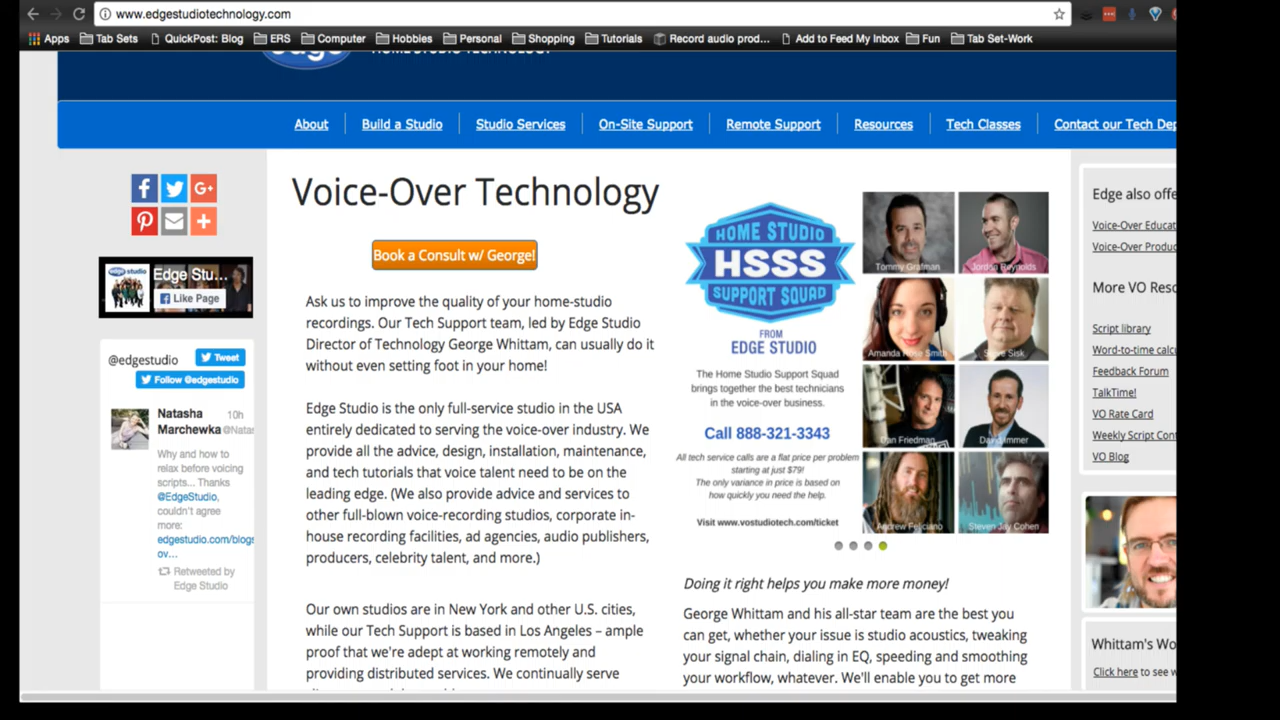 www.edgestudiotechnology.com
Apps Tab Sets QuickPost: Blog ERS Computer Hobbies Personal Shopping Tutorials Record audio prod... Add to Feed My Inbox Fun Tab Set-Work
About Build a Studio Studio Services On-Site Support Remote Support Resources Tech Classes Contact our Tech Dep
Edge Stu...
Like Page
@edgestudio
Tweet
Follow @edgestudio
Natasha 10h
Marchewka @Natas
Why and how to
relax before voicing
scripts... Thanks
@EdgeStudio,
couldn't agree
more:
edgestudio.com/blogs
ov...
Retweeted by
Edge Studio
Voice-Over Technology
Book a Consult w/ George!
Ask us to improve the quality of your home-studio
recordings. Our Tech Support team, led by Edge Studio
Director of Technology George Whittam, can usually do it
without even setting foot in your home!
Edge Studio is the only full-service studio in the USA
entirely dedicated to serving the voice-over industry. We
provide all the advice, design, installation, maintenance,
and tech tutorials that voice talent need to be on the
leading edge. (We also provide advice and services to
other full-blown voice-recording studios, corporate in-
house recording facilities, ad agencies, audio publishers,
producers, celebrity talent, and more.)
Our own studios are in New York and other U.S. cities,
while our Tech Support is based in Los Angeles – ample
proof that we're adept at working remotely and
providing distributed services. We continually serve
HOME STUDIO
HSSS
SUPPORT SQUAD
FROM
EDGE STUDIO
The Home Studio Support Squad
brings together the best technicians
in the voice-over business.
Call 888-321-3343
All tech service calls are a flat price per problem
starting at just $79!
The only variance in price is based on
how quickly you need the help.
Visit www.vostudiotech.com/ticket
Tommy Grafman Jordan Reynolds
Amanda Rose Smith Steve Sisk
Dan Friedman
Andrew Feliciano Steven Jay Cohen
Doing it right helps you make more money!
George Whittam and his all-star team are the best you
can get, whether your issue is studio acoustics, tweaking
your signal chain, dialing in EQ, speeding and smoothing
your workflow, whatever. We'll enable you to get more
Edge also offe
Voice-Over Educat
Voice-Over Produc
More VO Reso
Script library
Word-to-time calcu
Feedback Forum
TalkTime!
VO Rate Card
Weekly Script Cont
VO Blog
Whittam's Wo
Click here to see w